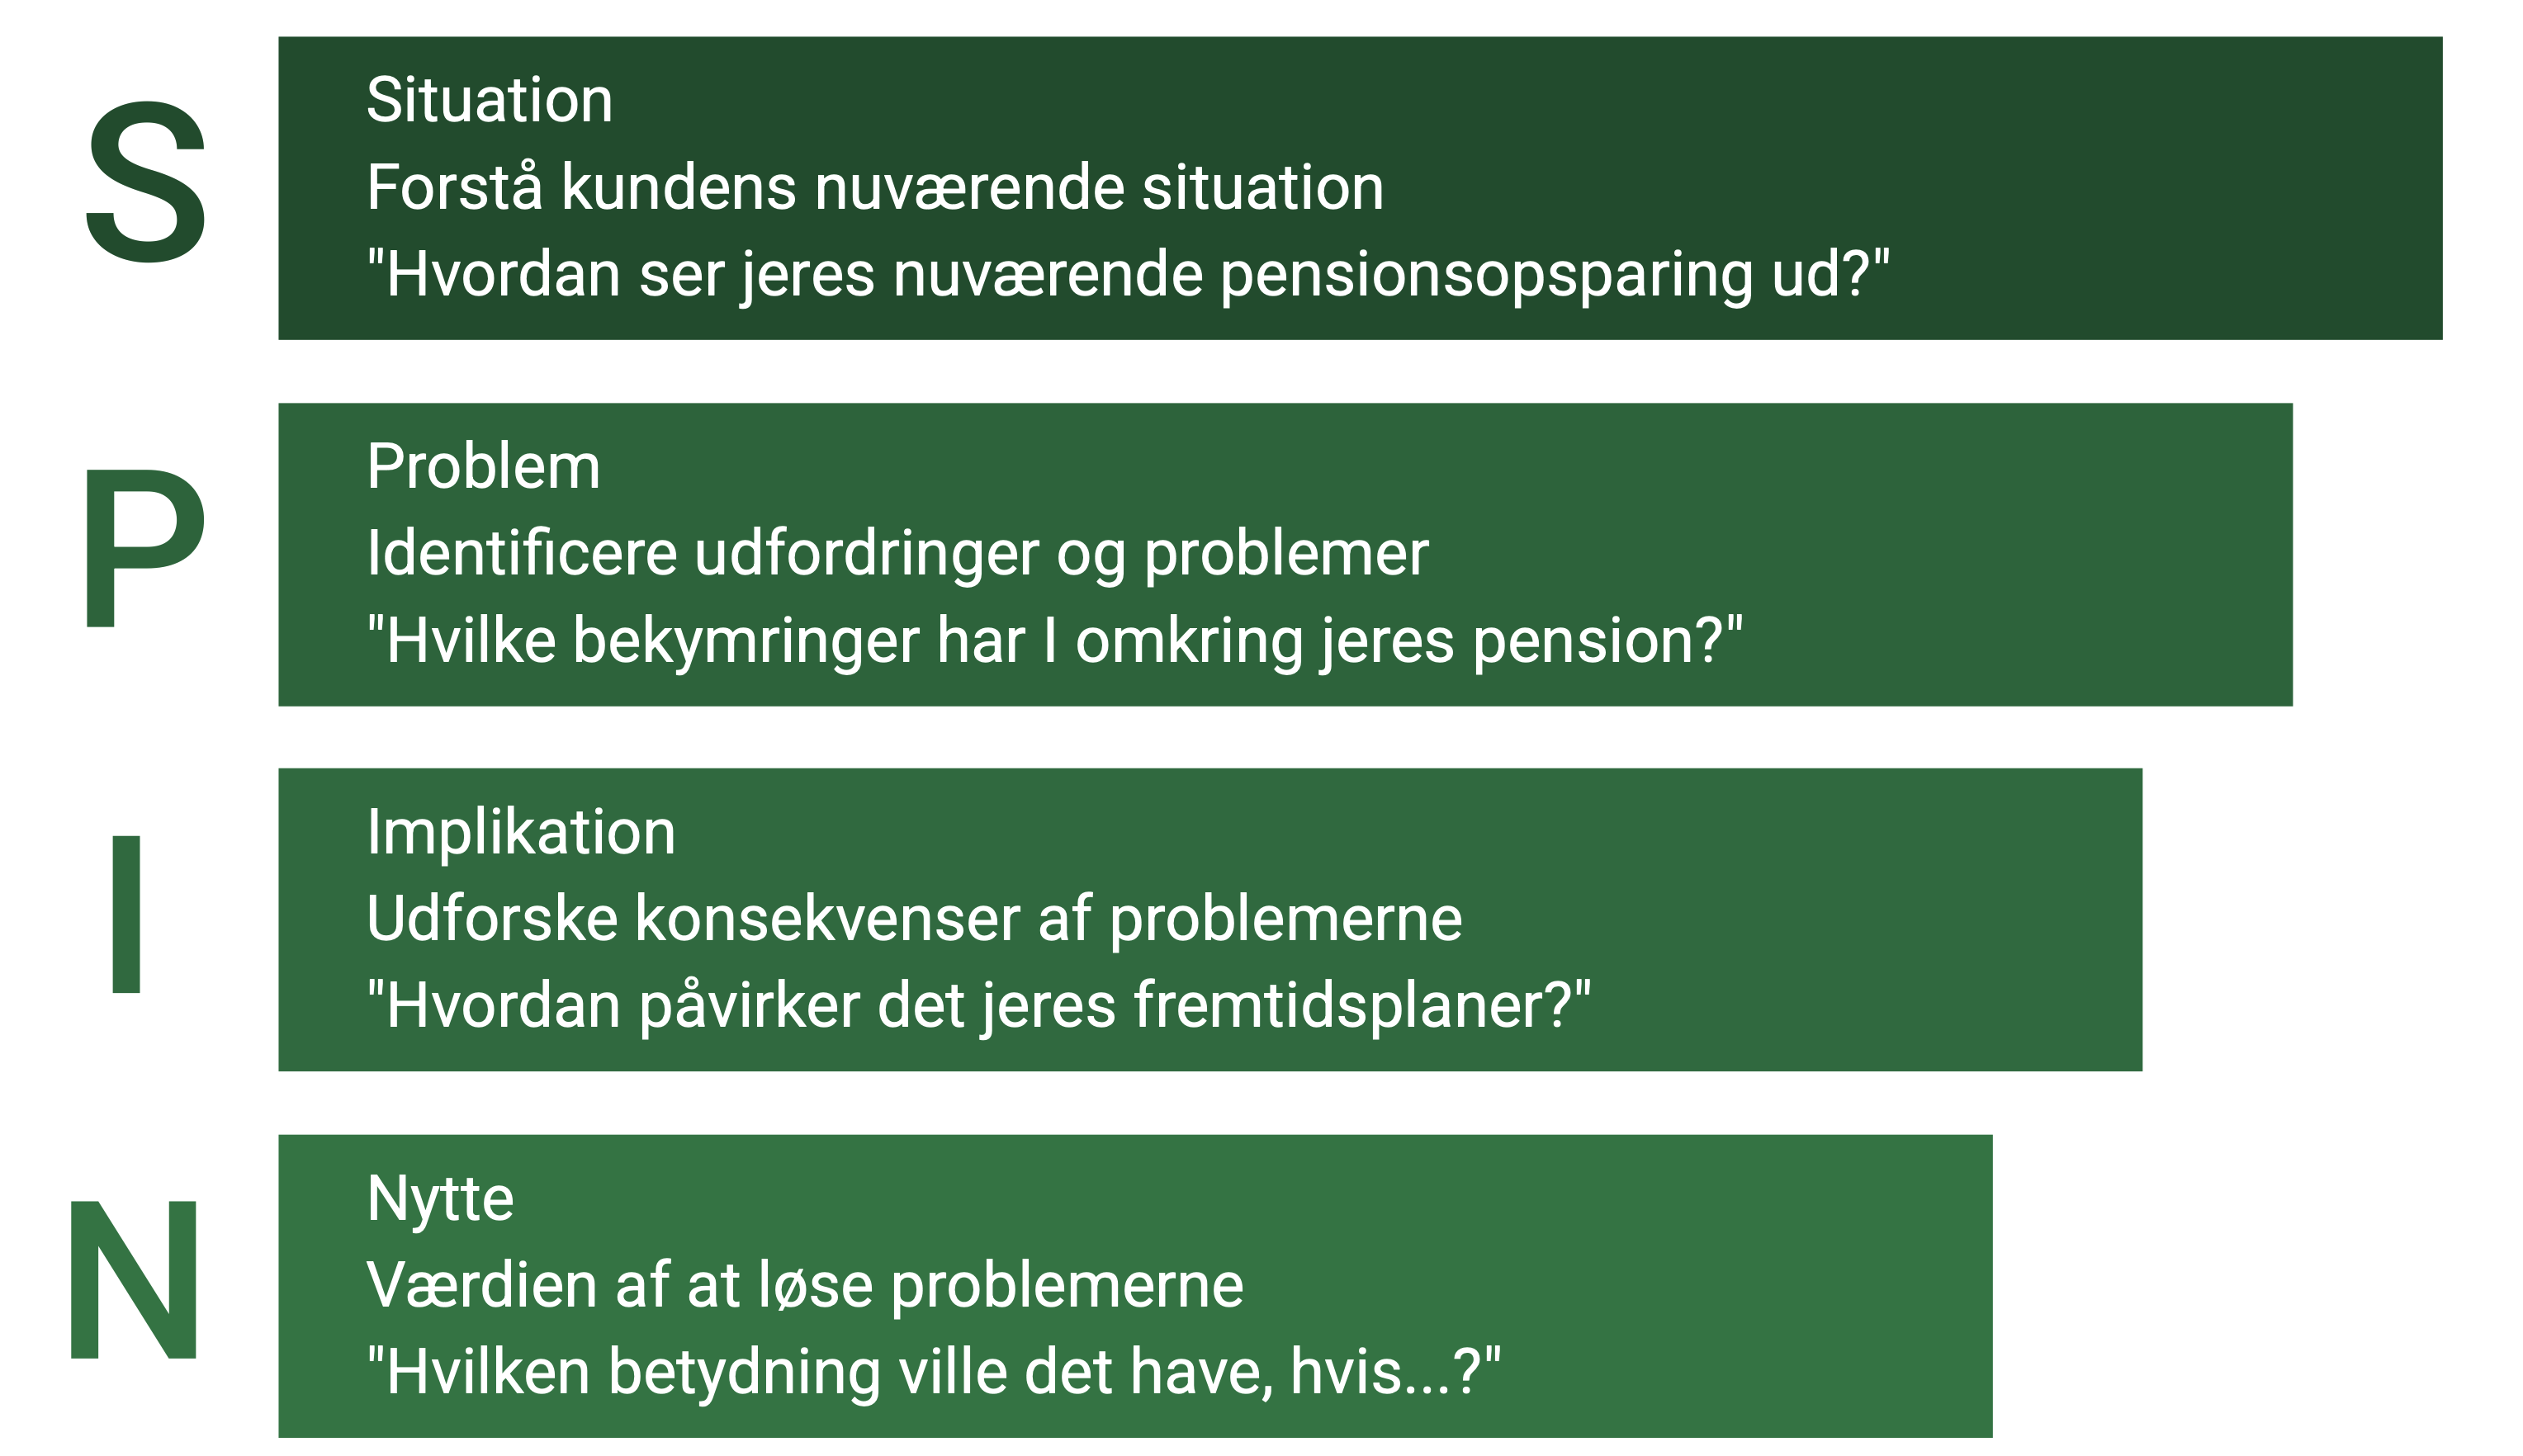 S
Situation
Forstå kundens nuværende situation
"Hvordan ser jeres nuværende pensionsopsparing ud?"
P
Problem
Identificere udfordringer og problemer
"Hvilke bekymringer har I omkring jeres pension?"
I
Implikation
Udforske konsekvenser af problemerne
"Hvordan påvirker det jeres fremtidsplaner?"
N
Nytte
Værdien af at løse problemerne
"Hvilken betydning ville det have, hvis...?"